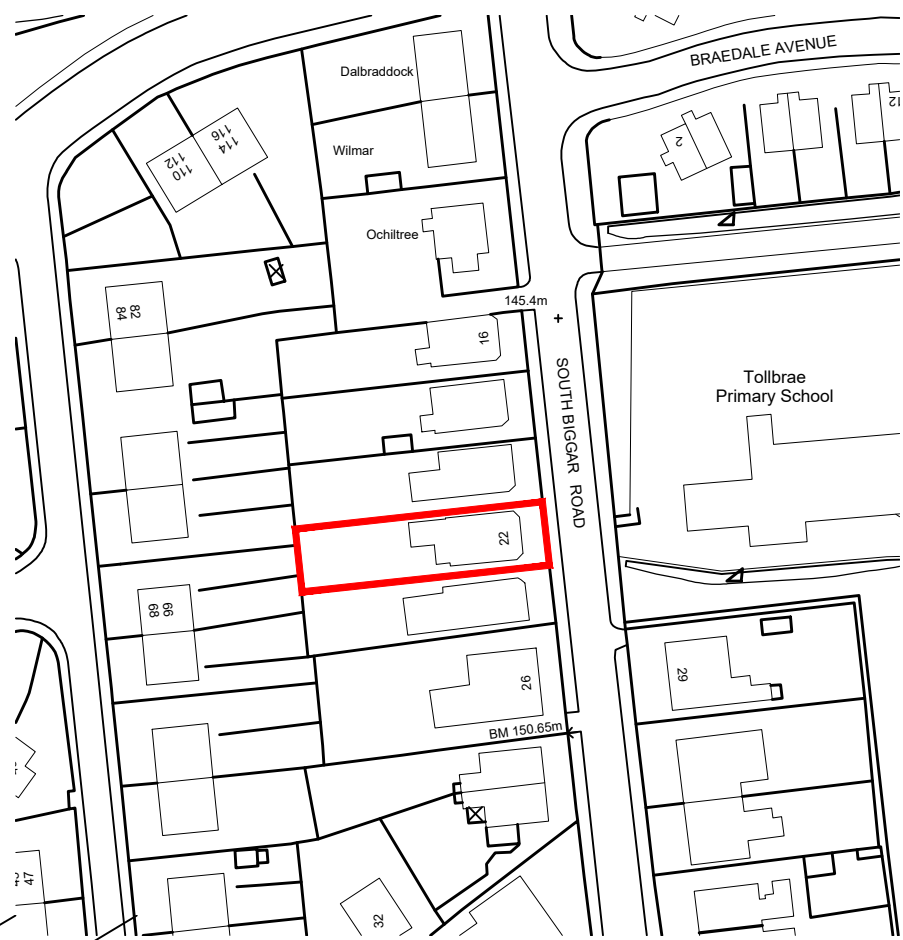 BRAEDALE AVENUE
Dalbraddock
12
116
114
112
110
2
Wilmar
Ochiltree
145.4m
82
84
16
SOUTH BIGGAR ROAD
Tollbrae
Primary School
22
66
68
26
29
BM 150.65m
47
32